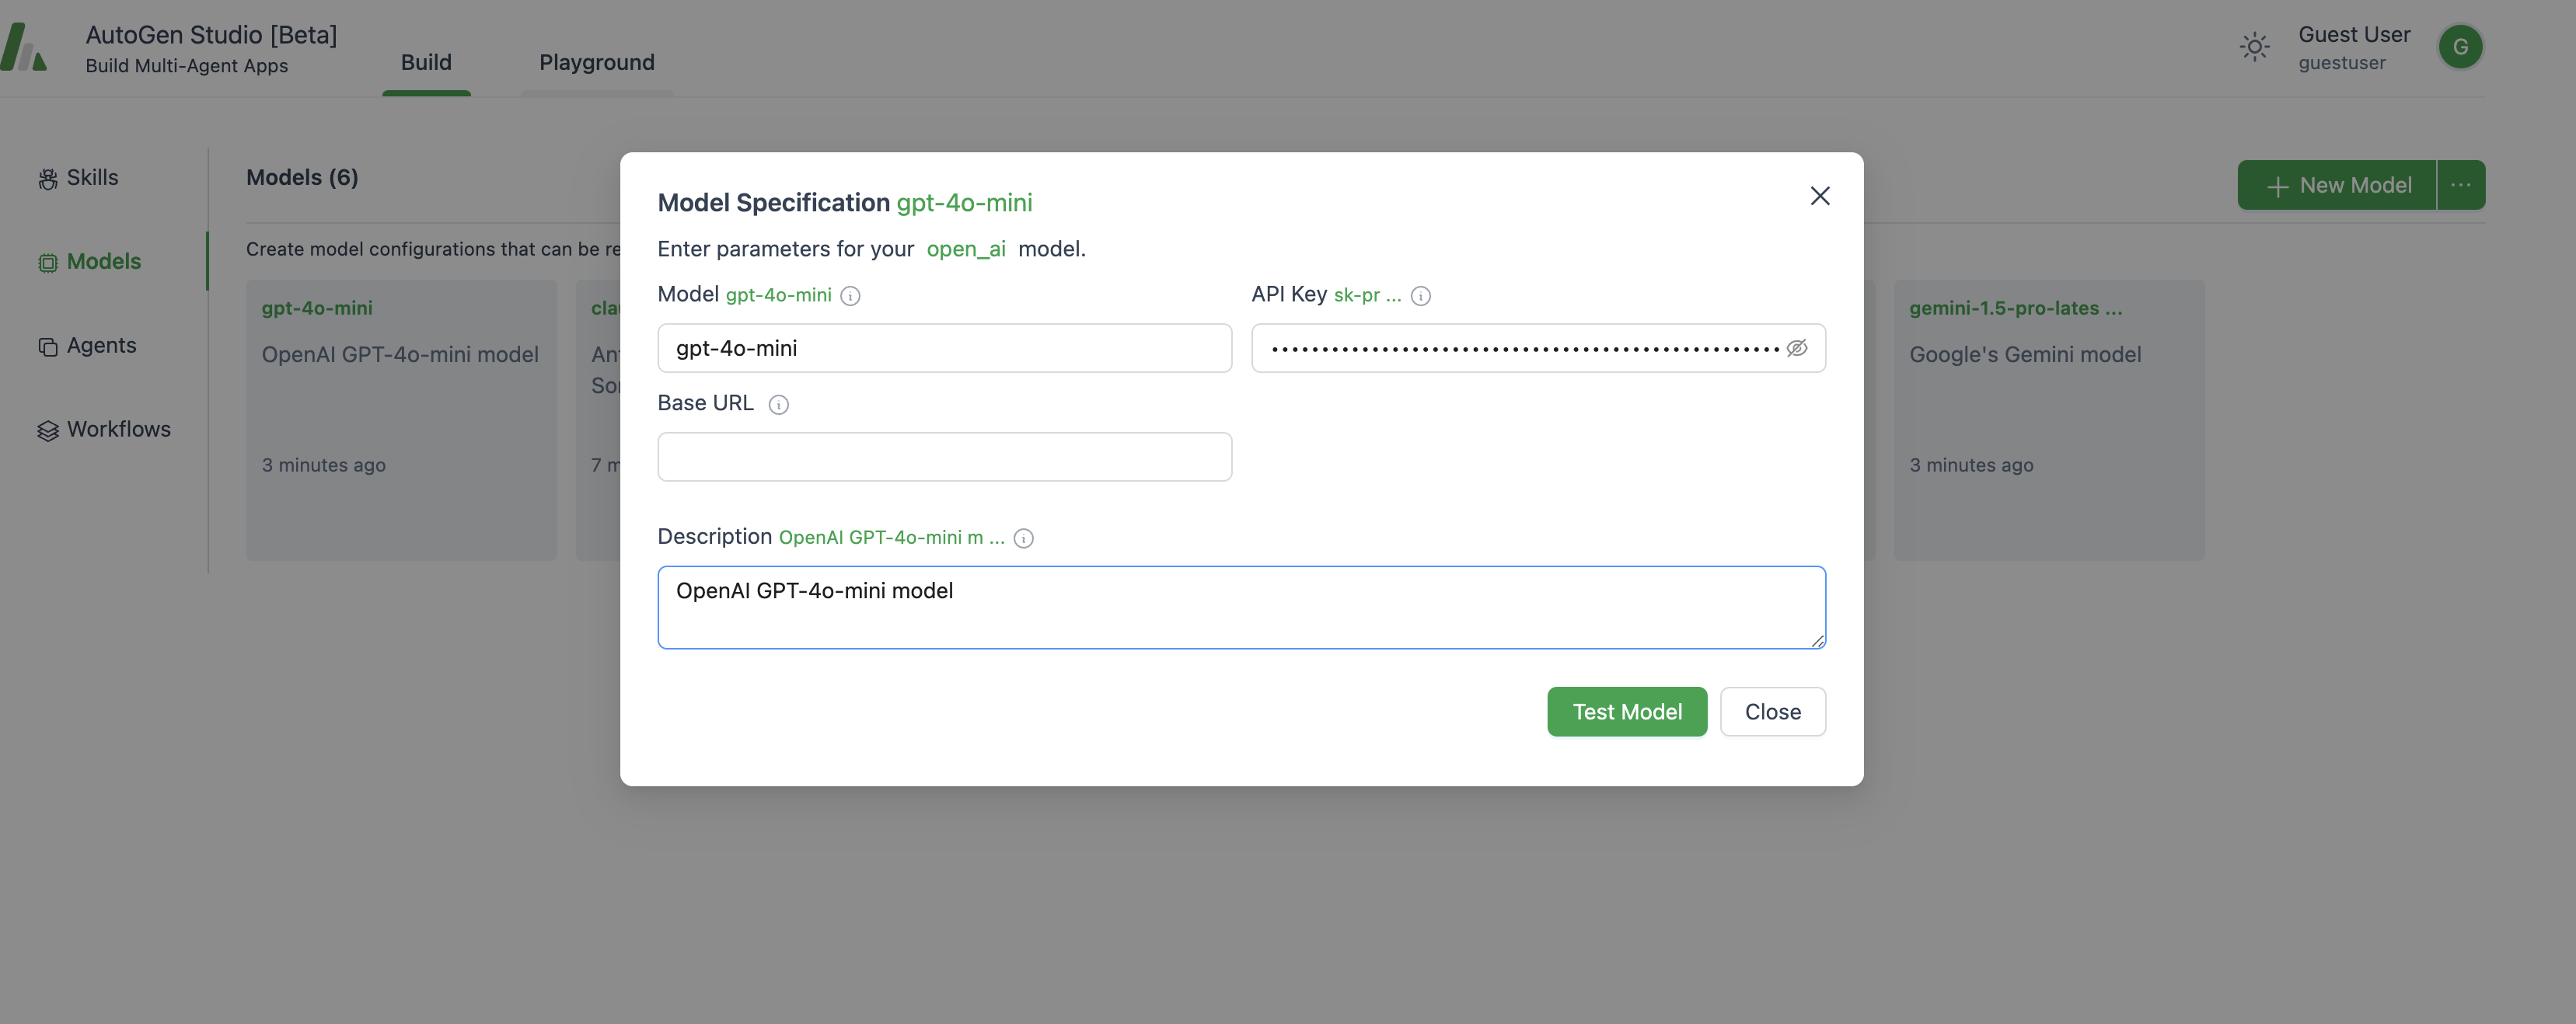 AutoGen Studio [Beta]
Build Multi-Agent Apps
Build
Playground
Guest User
guestuser
G
Skills
Models
Agents
Workflows
Models (6)
New Model
Create model configurations that can be re
gpt-4o-mini
OpenAI GPT-4o-mini model
3 minutes ago
cla
An
So
7 m
gemini-1.5-pro-lates ...
Google's Gemini model
3 minutes ago
Model Specification gpt-4o-mini
Enter parameters for your open_ai model.
Model gpt-4o-mini
gpt-4o-mini
API Key sk-pr ...
Base URL
Description OpenAI GPT-4o-mini m ...
OpenAI GPT-4o-mini model
Test Model
Close